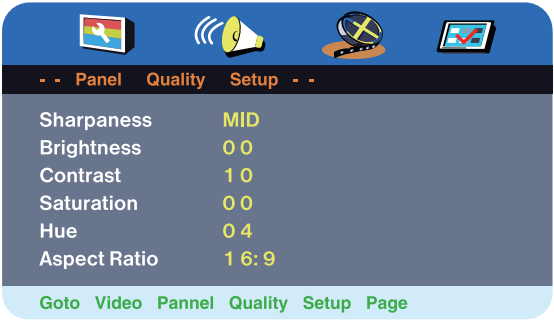 - - Panel Quality Setup - -
Sharpaness MID
Brightness 0 0
Contrast 1 0
Saturation 0 0
Hue 0 4
Aspect Ratio 1 6: 9
Goto Video Pannel Quality Setup Page